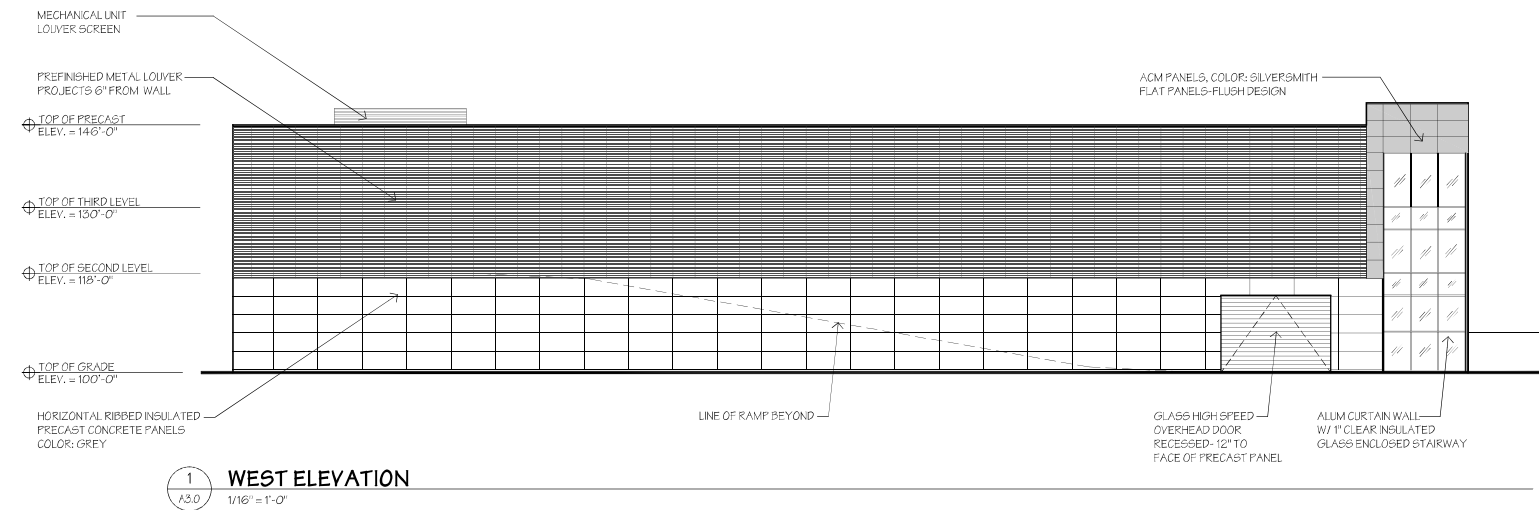 MECHANICAL UNIT
LOUVER SCREEN
PREFINISHED METAL LOUVER
PROJECTS 6" FROM WALL
ACM PANELS, COLOR: SILVERSMITH
FLAT PANELS-FLUSH DESIGN
TOP OF PRECAST
ELEV. = 146'-0"
TOP OF THIRD LEVEL
ELEV. = 130'-0"
TOP OF SECOND LEVEL
ELEV. = 118'-0"
TOP OF GRADE
ELEV. = 100'-0"
HORIZONTAL RIBBED INSULATED
PRECAST CONCRETE PANELS
COLOR: GREY
LINE OF RAMP BEYOND
GLASS HIGH SPEED
OVERHEAD DOOR
RECESSED- 12" TO
FACE OF PRECAST PANEL
ALUM CURTAIN WALL
W/ 1" CLEAR INSULATED
GLASS ENCLOSED STAIRWAY
1
A3.0
WEST ELEVATION
1/16" = 1'-0"